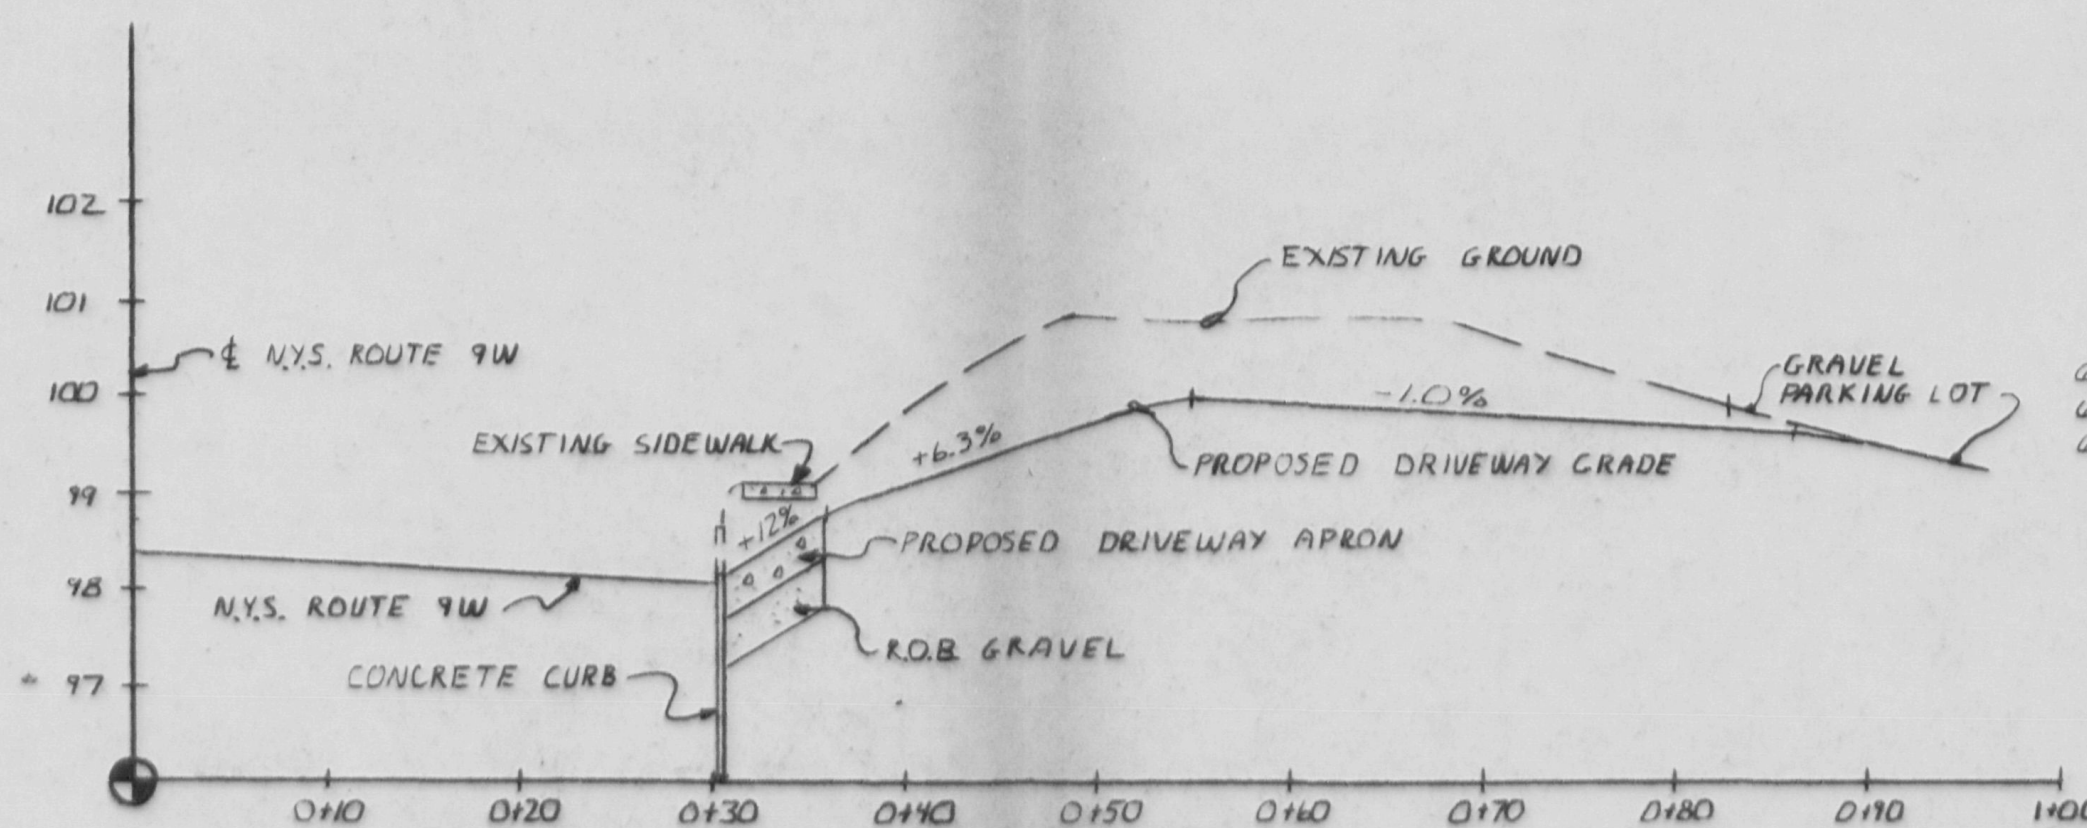 102
101
EXISTING GROUND
℄ N.Y.S. ROUTE 9W
100
GRAVEL
PARKING LOT
-1.0%
EXISTING SIDEWALK
+6.3%
PROPOSED DRIVEWAY GRADE
99
+12%
PROPOSED DRIVEWAY APRON
98
N.Y.S. ROUTE 9W
R.O.B GRAVEL
CONCRETE CURB
97
0+10 0+20 0+30 0+40 0+50 0+60 0+70 0+80 0+90 1+00